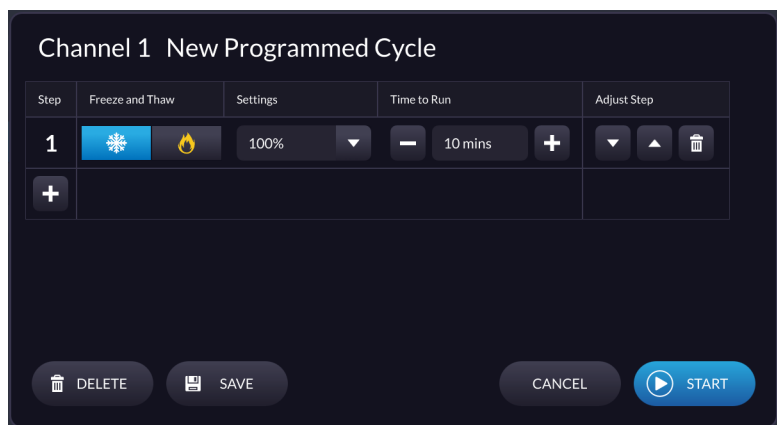 Channel 1 New Programmed Cycle
Step Freeze and Thaw Settings Time to Run Adjust Step
1 100% 10 mins
DELETE SAVE CANCEL START